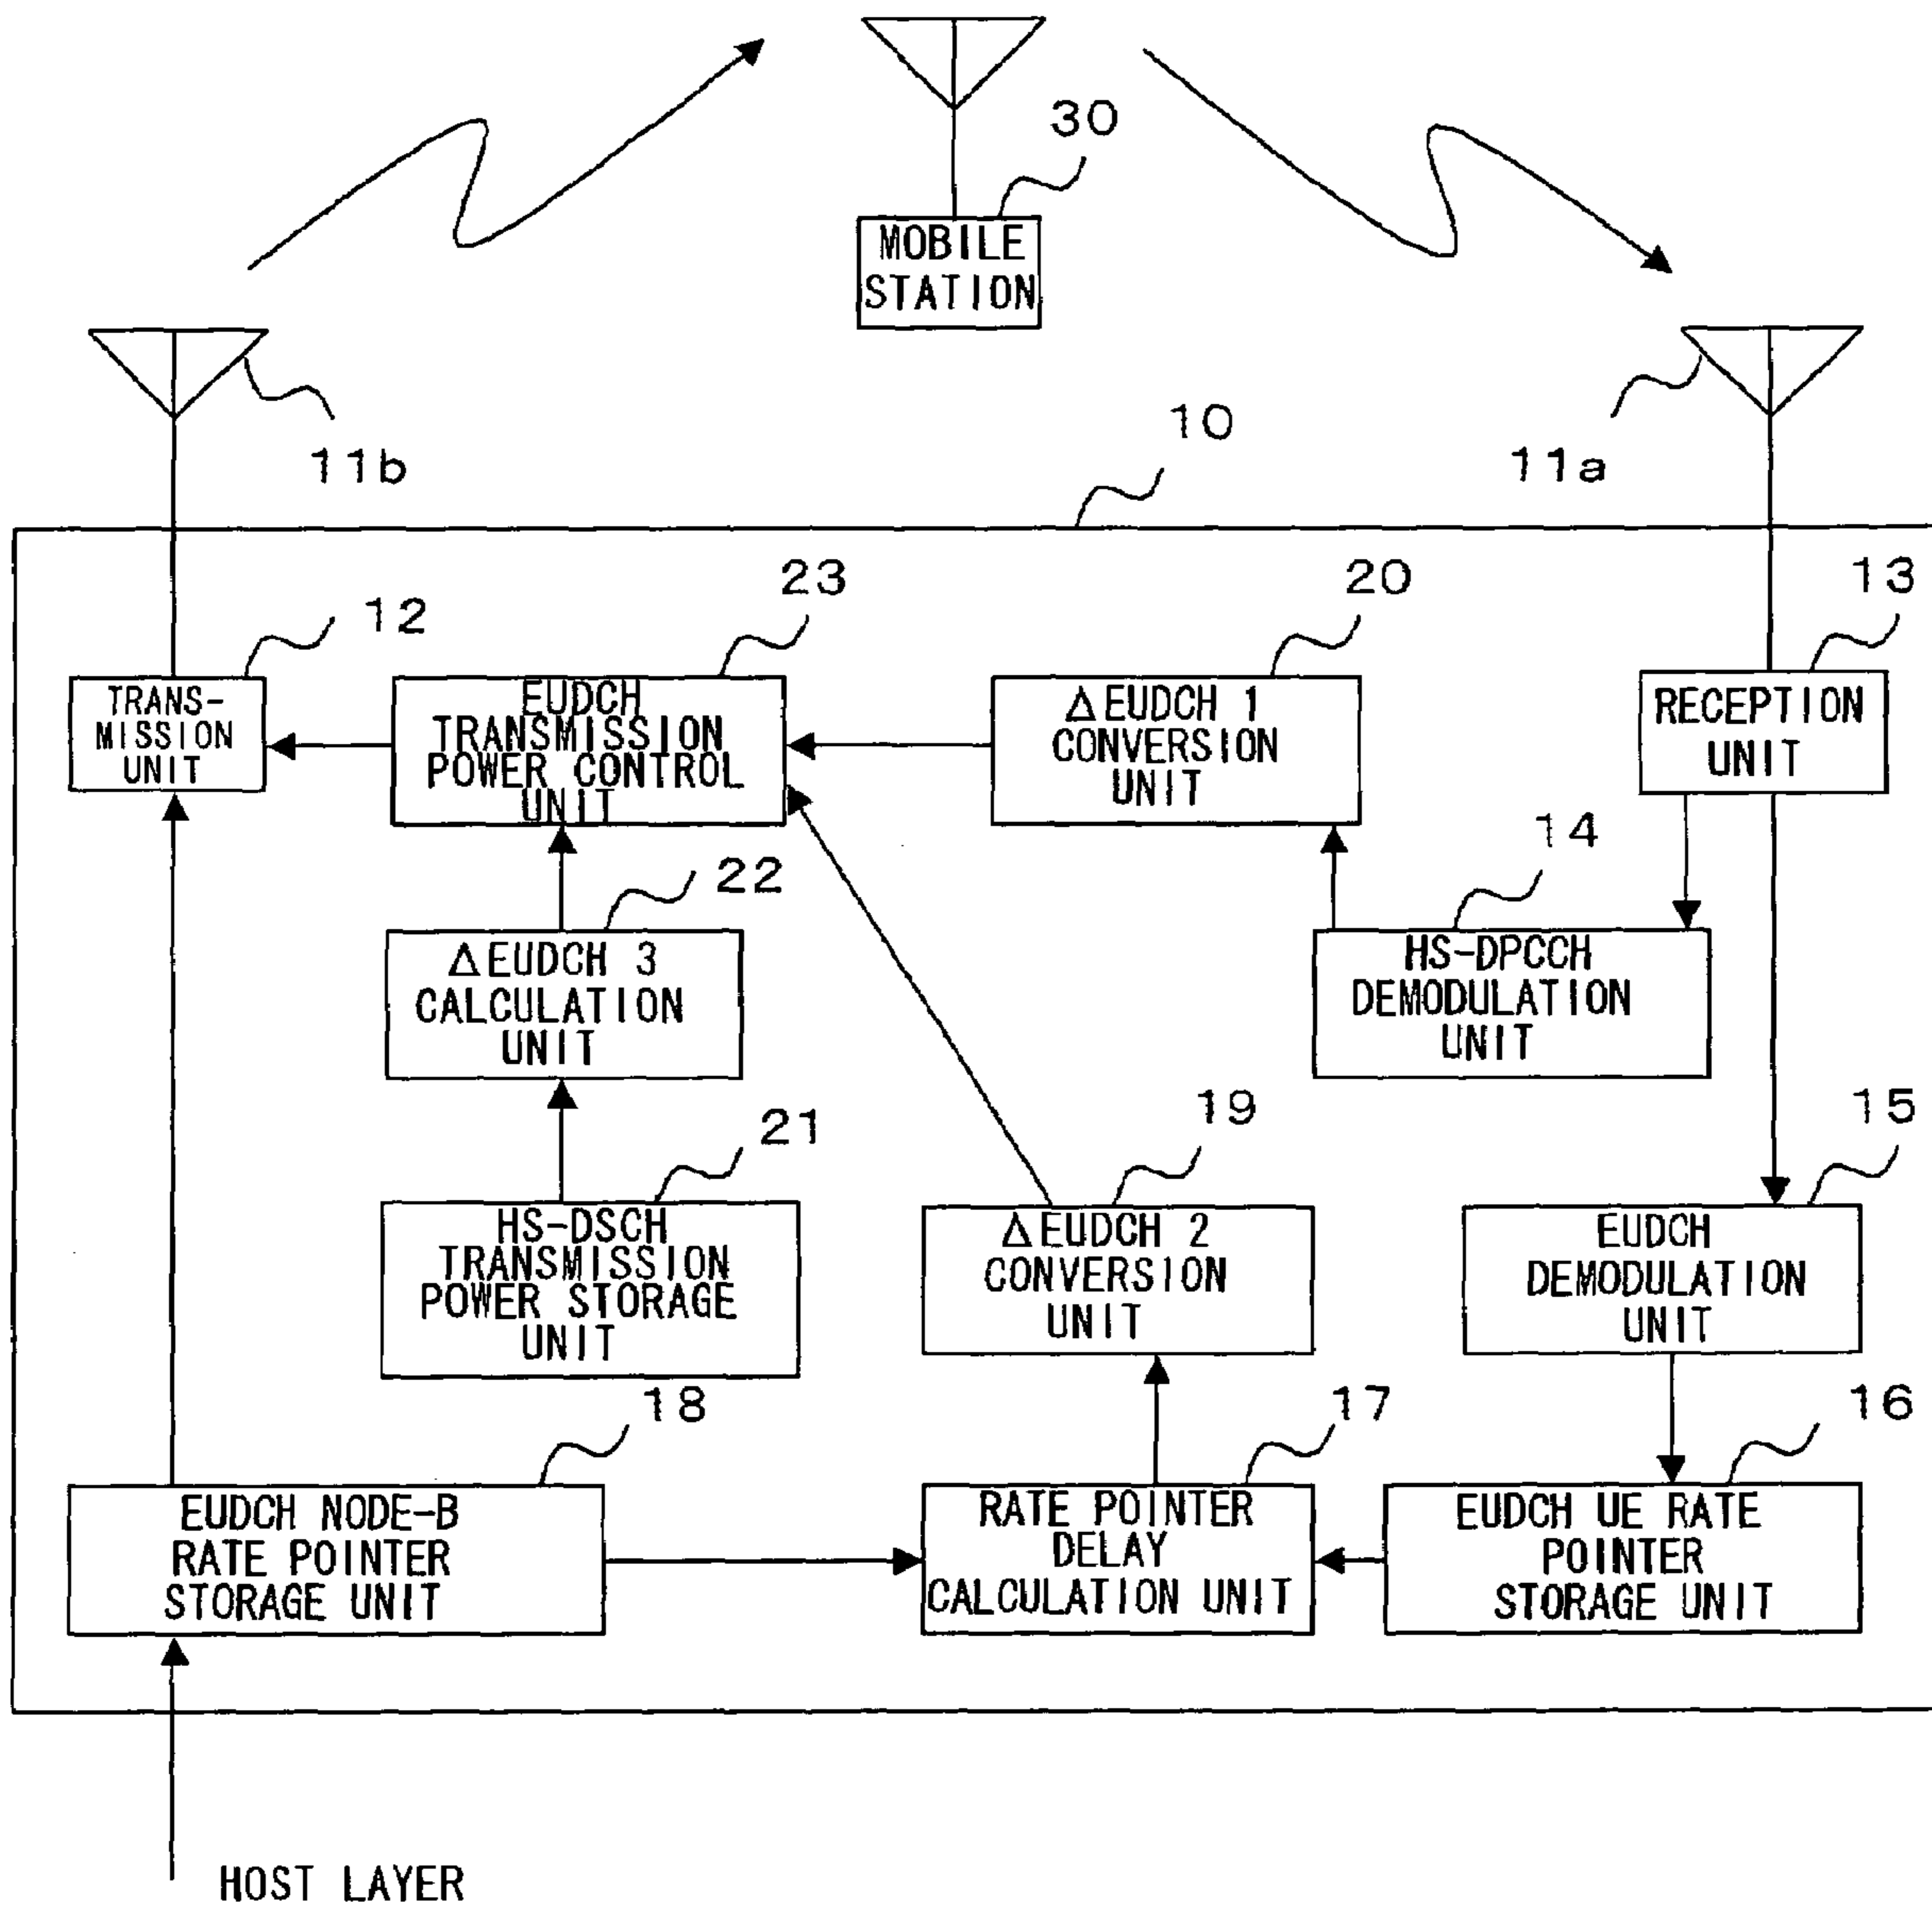 30
MOBILE
STATION
11b
10
11a
12
23
20
13
TRANS-
MISSION
UNIT
EUDCH
TRANSMISSION
POWER CONTROL
UNIT
ΔEUDCH 1
CONVERSION
UNIT
RECEPTION
UNIT
22
14
ΔEUDCH 3
CALCULATION
UNIT
HS-DPCCH
DEMODULATION
UNIT
21
19
15
HS-DSCH
TRANSMISSION
POWER STORAGE
UNIT
ΔEUDCH 2
CONVERSION
UNIT
EUDCH
DEMODULATION
UNIT
18
17
16
EUDCH NODE-B
RATE POINTER
STORAGE UNIT
RATE POINTER
DELAY
CALCULATION UNIT
EUDCH UE RATE
POINTER
STORAGE UNIT
HOST LAYER